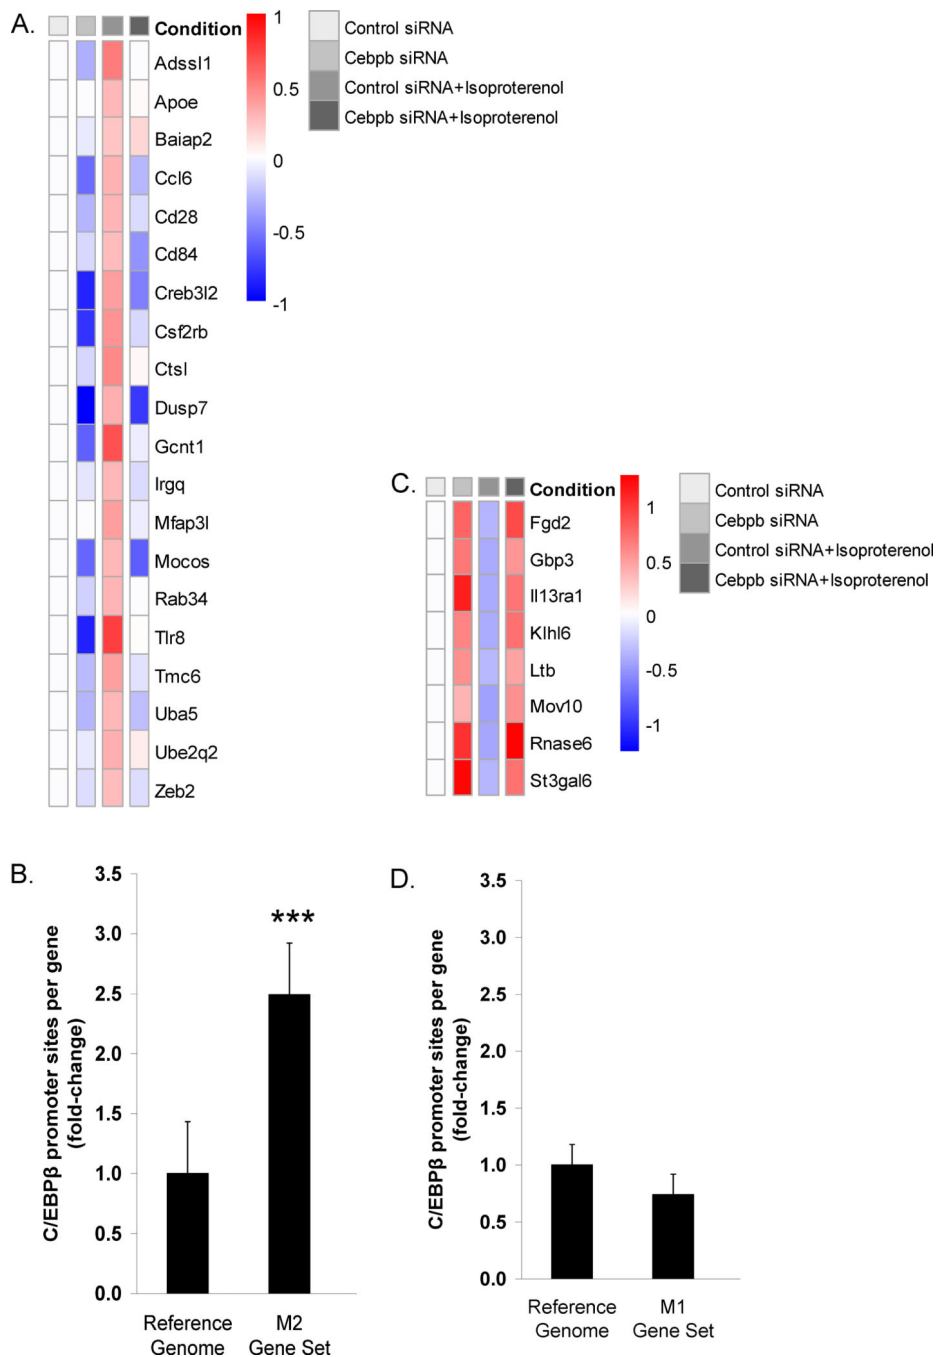 A.
Condition
Adssl1
Apoe
Baiap2
Ccl6
Cd28
Cd84
Creb3l2
Csf2rb
Ctsl
Dusp7
Gcnt1
Irgq
Mfap3l
Mocos
Rab34
Tlr8
Tmc6
Uba5
Ube2q2
Zeb2
1
0.5
0
-0.5
-1
Control siRNA
Cebpb siRNA
Control siRNA+Isoproterenol
Cebpb siRNA+Isoproterenol
C.
Condition
Fgd2
Gbp3
Il13ra1
Klhl6
Ltb
Mov10
Rnase6
St3gal6
1
0.5
0
-0.5
-1
Control siRNA
Cebpb siRNA
Control siRNA+Isoproterenol
Cebpb siRNA+Isoproterenol
B.
C/EBPβ promoter sites per gene
(fold-change)
3.5
3.0
2.5
2.0
1.5
1.0
0.5
0.0
***
Reference
Genome
M2
Gene Set
D.
C/EBPβ promoter sites per gene
(fold-change)
3.5
3.0
2.5
2.0
1.5
1.0
0.5
0.0
Reference
Genome
M1
Gene Set